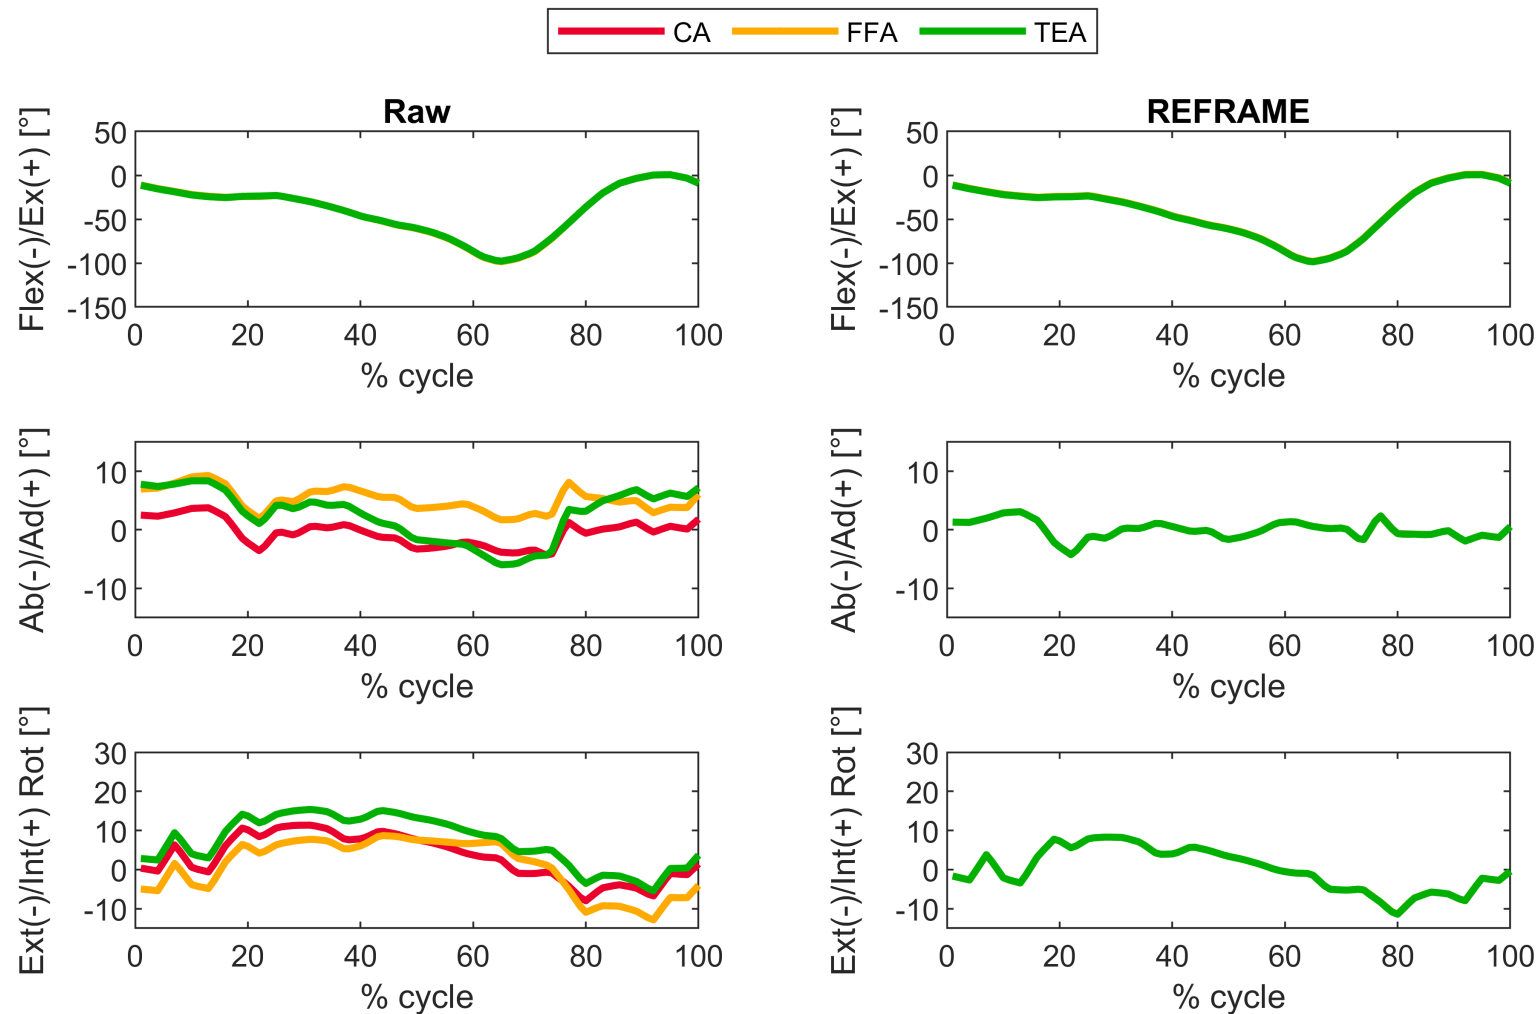 CA FFA TEA
Raw
Flex(-)/Ex(+) [°]
50
0
-50
-100
-150
0 20 40 60 80 100
% cycle
REFRAME
Flex(-)/Ex(+) [°]
50
0
-50
-100
-150
0 20 40 60 80 100
% cycle
Ab(-)/Ad(+) [°]
10
0
-10
0 20 40 60 80 100
% cycle
Ab(-)/Ad(+) [°]
10
0
-10
0 20 40 60 80 100
% cycle
Ext(-)/Int(+) Rot [°]
30
20
10
0
-10
0 20 40 60 80 100
% cycle
Ext(-)/Int(+) Rot [°]
30
20
10
0
-10
0 20 40 60 80 100
% cycle